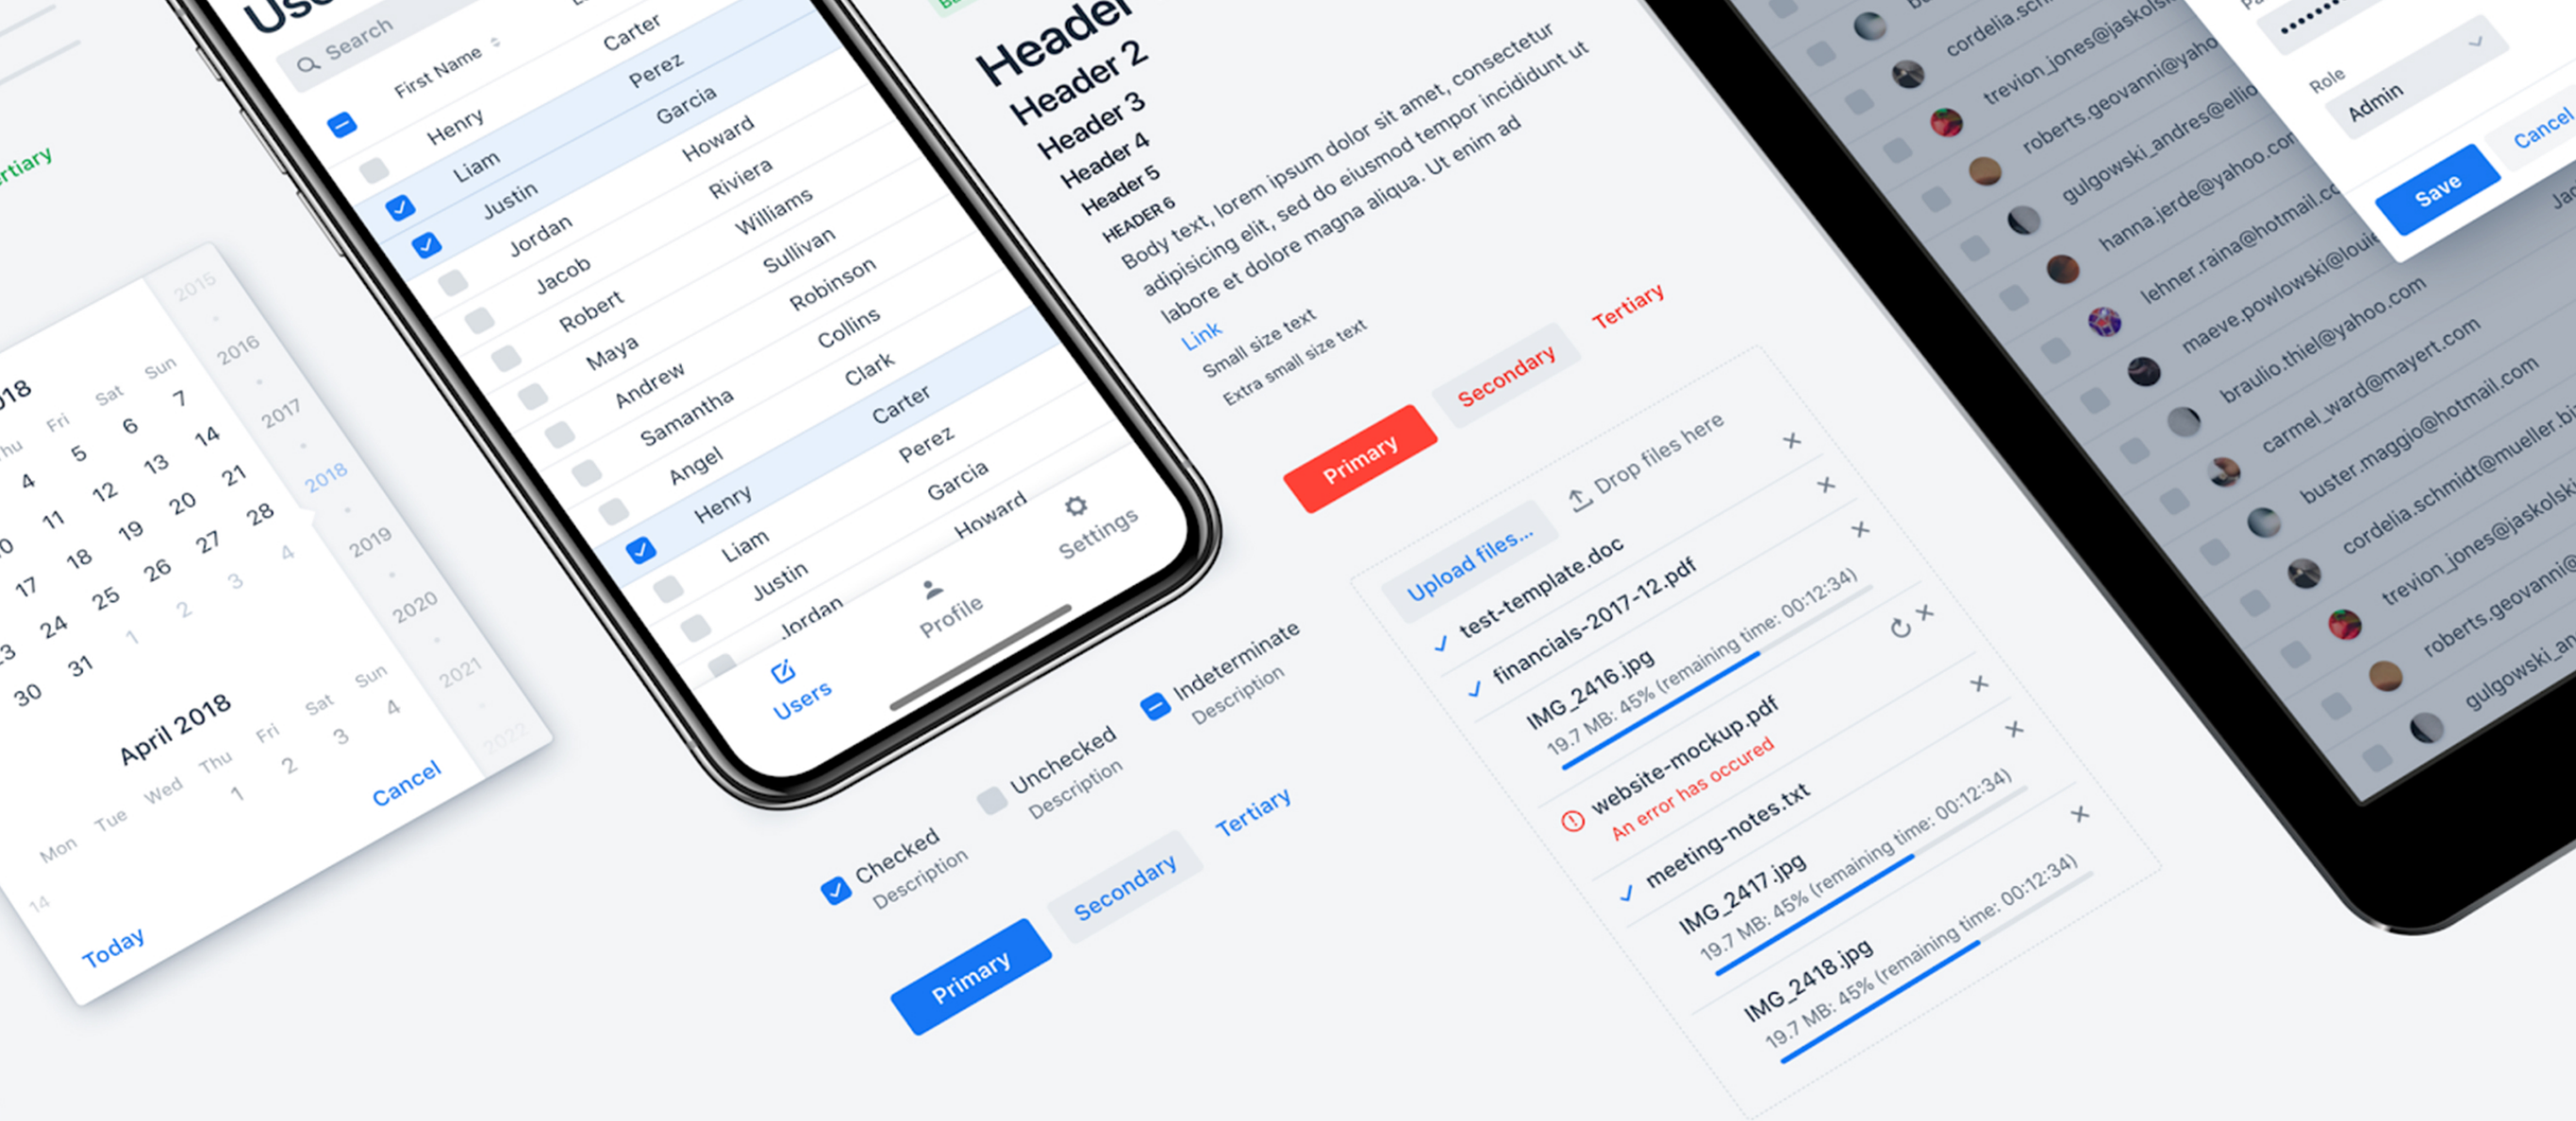 Search
First Name
Carter
Henry Perez
Liam Garcia
Justin Howard
Jordan Riviera
Jacob Williams
Robert Sullivan
Maya Robinson
Andrew Collins
Samantha Clark
Angel Carter
Henry Perez
Liam Garcia
Justin Howard
Jordan
Users
Profile
Settings
Thu Fri Sat Sun
4 5 6 7
11 12 13 14
17 18 19 20 21
24 25 26 27 28
30 31 1 2 3 4
April 2018
Mon Tue Wed Thu Fri Sat Sun
1 2 3 4
14
Today
Cancel
2015
2016
2017
2018
2019
2020
2021
2022
Header
Header 2
Header 3
Header 4
Header 5
HEADER 6
Body text, lorem ipsum dolor sit amet, consectetur
adipisicing elit, sed do eiusmod tempor incididunt ut
labore et dolore magna aliqua. Ut enim ad
Link
Small size text
Extra small size text
Primary
Secondary
Tertiary
Checked
Description
Unchecked
Description
Indeterminate
Description
Primary
Secondary
Tertiary
Upload files...
Drop files here
test-template.doc
financials-2017-12.pdf
IMG_2416.jpg
19.7 MB: 45% (remaining time: 00:12:34)
website-mockup.pdf
An error has occured
meeting-notes.txt
IMG_2417.jpg
19.7 MB: 45% (remaining time: 00:12:34)
IMG_2418.jpg
19.7 MB: 45% (remaining time: 00:12:34)
trevion_jones@jaskolski
roberts.geovanni@yahoo
gulgowski_andres@ellio
hanna.jerde@yahoo.com
lehner.raina@hotmail.co
maeve.powlowski@louie
braulio.thiel@yahoo.com
carmel_ward@mayert.com
buster.maggio@hotmail.com
cordelia.schmidt@mueller.bi
trevion_jones@jaskolski
roberts.geovanni@
gulgowski_an
Role
Admin
Save
Cancel